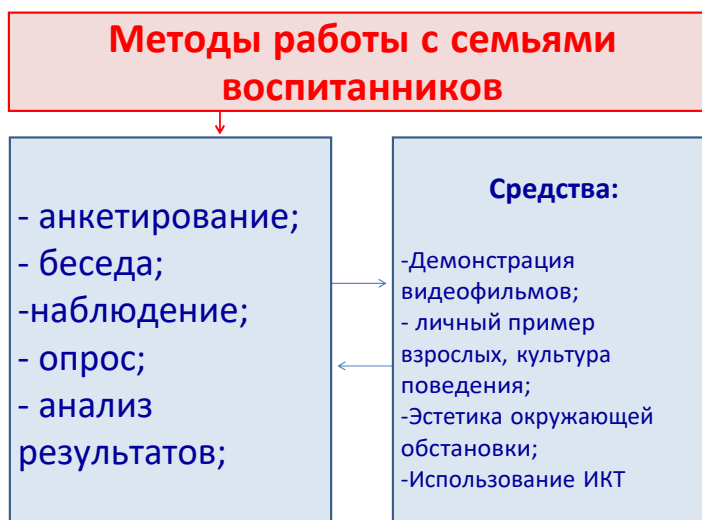 Методы работы с семьями
воспитанников
- анкетирование;
- беседа;
-наблюдение;
- опрос;
- анализ
результатов;
Средства:
-Демонстрация
видеофильмов;
- личный пример
взрослых, культура
поведения;
-Эстетика окружающей
обстановки;
-Использование ИКТ